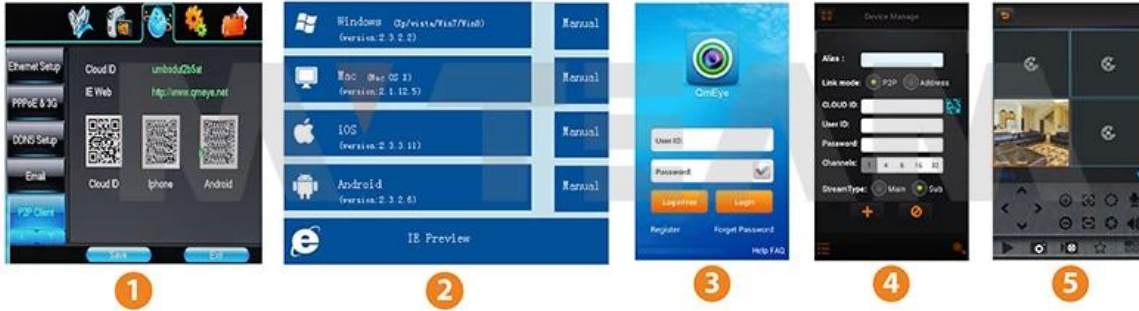 Ethernet Setup
PPPoE & 3G
DDNS Setup
Email
P2P Client
Cloud ID
umbsdut2b5at
IE Web
http://www.qmeye.net
Cloud ID
Iphone
Android
Save
Exit
1
Windows (Xp/vista/Win7/Win8)
(version:2.3.2.2)
Manual
Mac (Mac OS X)
(version:2.1.12.5)
iOS
(version:2.3.3.11)
Manual
Android
(version:2.3.2.6)
Manual
IE Preview
2
QmEye
User ID:
Password:
LoginFree
Login
Register
Forget Password
Help FAQ
3
Device Manage
Alias :
Link mode:
P2P
Address
CLOUD ID:
User ID:
Password:
Channels:
1 4 8 16 32
StreamType:
Main
Sub
4
5